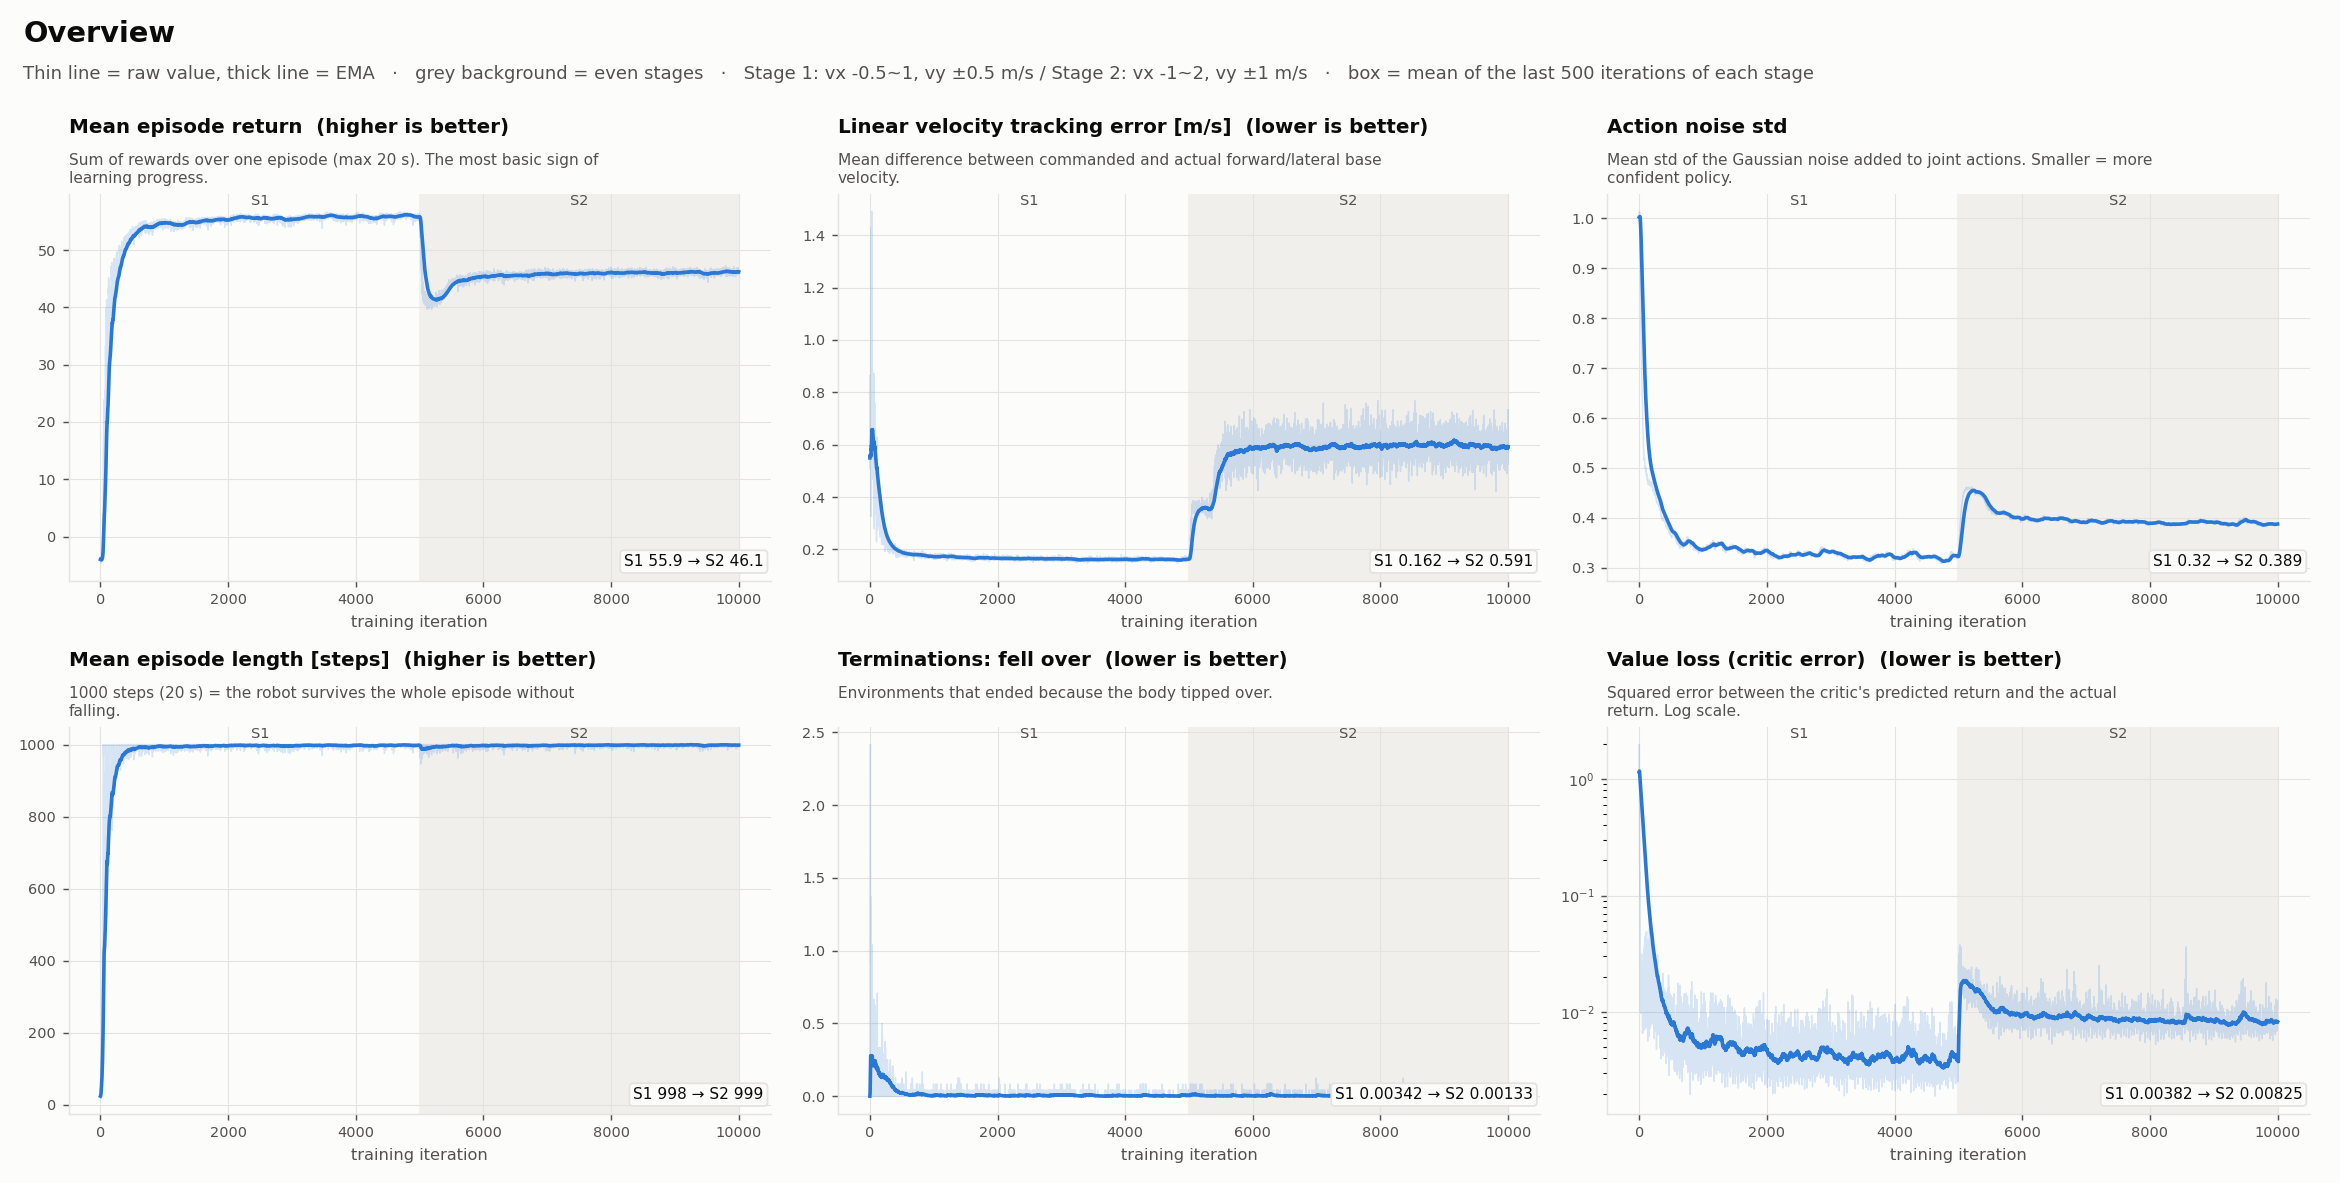 Overview
Thin line = raw value, thick line = EMA · grey background = even stages · Stage 1: vx -0.5~1, vy ±0.5 m/s / Stage 2: vx -1~2, vy ±1 m/s · box = mean of the last 500 iterations of each stage
Mean episode return (higher is better)
Sum of rewards over one episode (max 20 s). The most basic sign of
learning progress.
S1 S2
50
40
30
20
10
0
S1 55.9 → S2 46.1
0 2000 4000 6000 8000 10000
training iteration
Linear velocity tracking error [m/s] (lower is better)
Mean difference between commanded and actual forward/lateral base
velocity.
S1 S2
1.4
1.2
1.0
0.8
0.6
0.4
0.2
S1 0.162 → S2 0.591
0 2000 4000 6000 8000 10000
training iteration
Action noise std
Mean std of the Gaussian noise added to joint actions. Smaller = more
confident policy.
S1 S2
1.0
0.9
0.8
0.7
0.6
0.5
0.4
0.3
S1 0.32 → S2 0.389
0 2000 4000 6000 8000 10000
training iteration
Mean episode length [steps] (higher is better)
1000 steps (20 s) = the robot survives the whole episode without
falling.
S1 S2
1000
800
600
400
200
0
S1 998 → S2 999
0 2000 4000 6000 8000 10000
training iteration
Terminations: fell over (lower is better)
Environments that ended because the body tipped over.
S1 S2
2.5
2.0
1.5
1.0
0.5
0.0
S1 0.00342 → S2 0.00133
0 2000 4000 6000 8000 10000
training iteration
Value loss (critic error) (lower is better)
Squared error between the critic's predicted return and the actual
return. Log scale.
S1 S2
10⁰
10⁻¹
10⁻²
S1 0.00382 → S2 0.00825
0 2000 4000 6000 8000 10000
training iteration